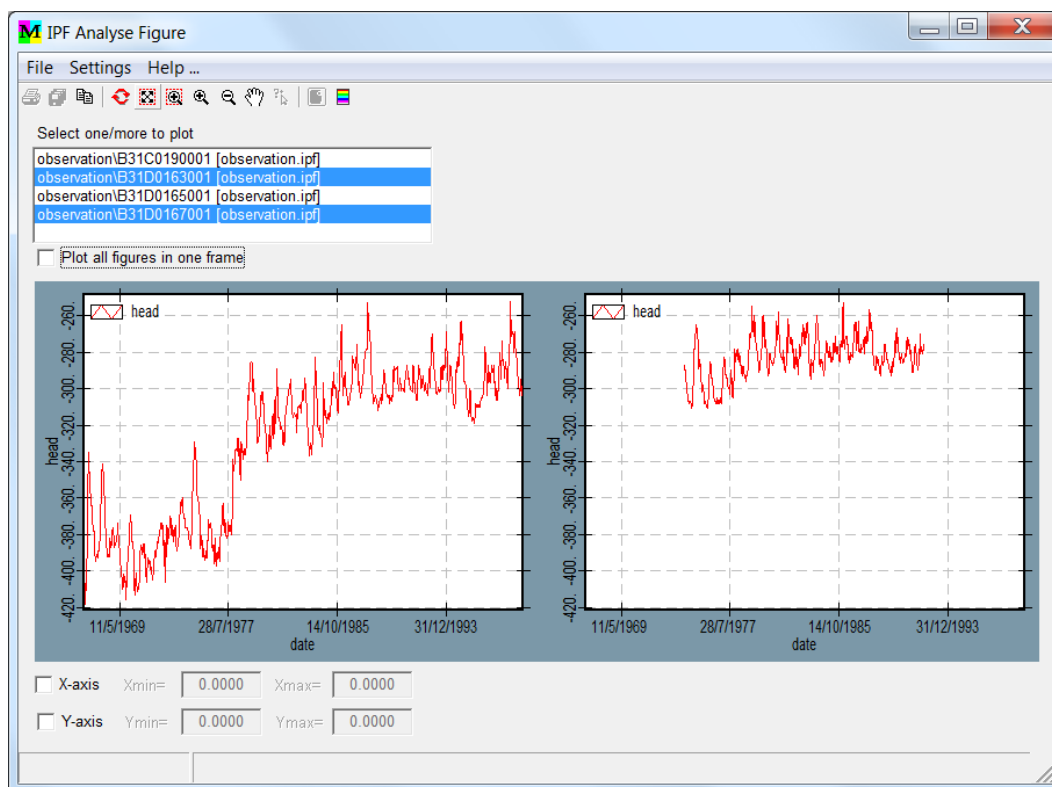 M IPF Analyse Figure
File Settings Help ...
Select one/more to plot
observation\B31C0190001 [observation.ipf]
observation\B31D0163001 [observation.ipf]
observation\B31D0165001 [observation.ipf]
observation\B31D0167001 [observation.ipf]
Plot all figures in one frame
head
-260.
-280.
-300.
-320.
-340.
-360.
-380.
-400.
-420.
head
11/5/1969 28/7/1977 14/10/1985 31/12/1993
date
head
-260.
-280.
-300.
-320.
-340.
-360.
-380.
-400.
-420.
head
11/5/1969 28/7/1977 14/10/1985 31/12/1993
date
X-axis Xmin= 0.0000 Xmax= 0.0000
Y-axis Ymin= 0.0000 Ymax= 0.0000